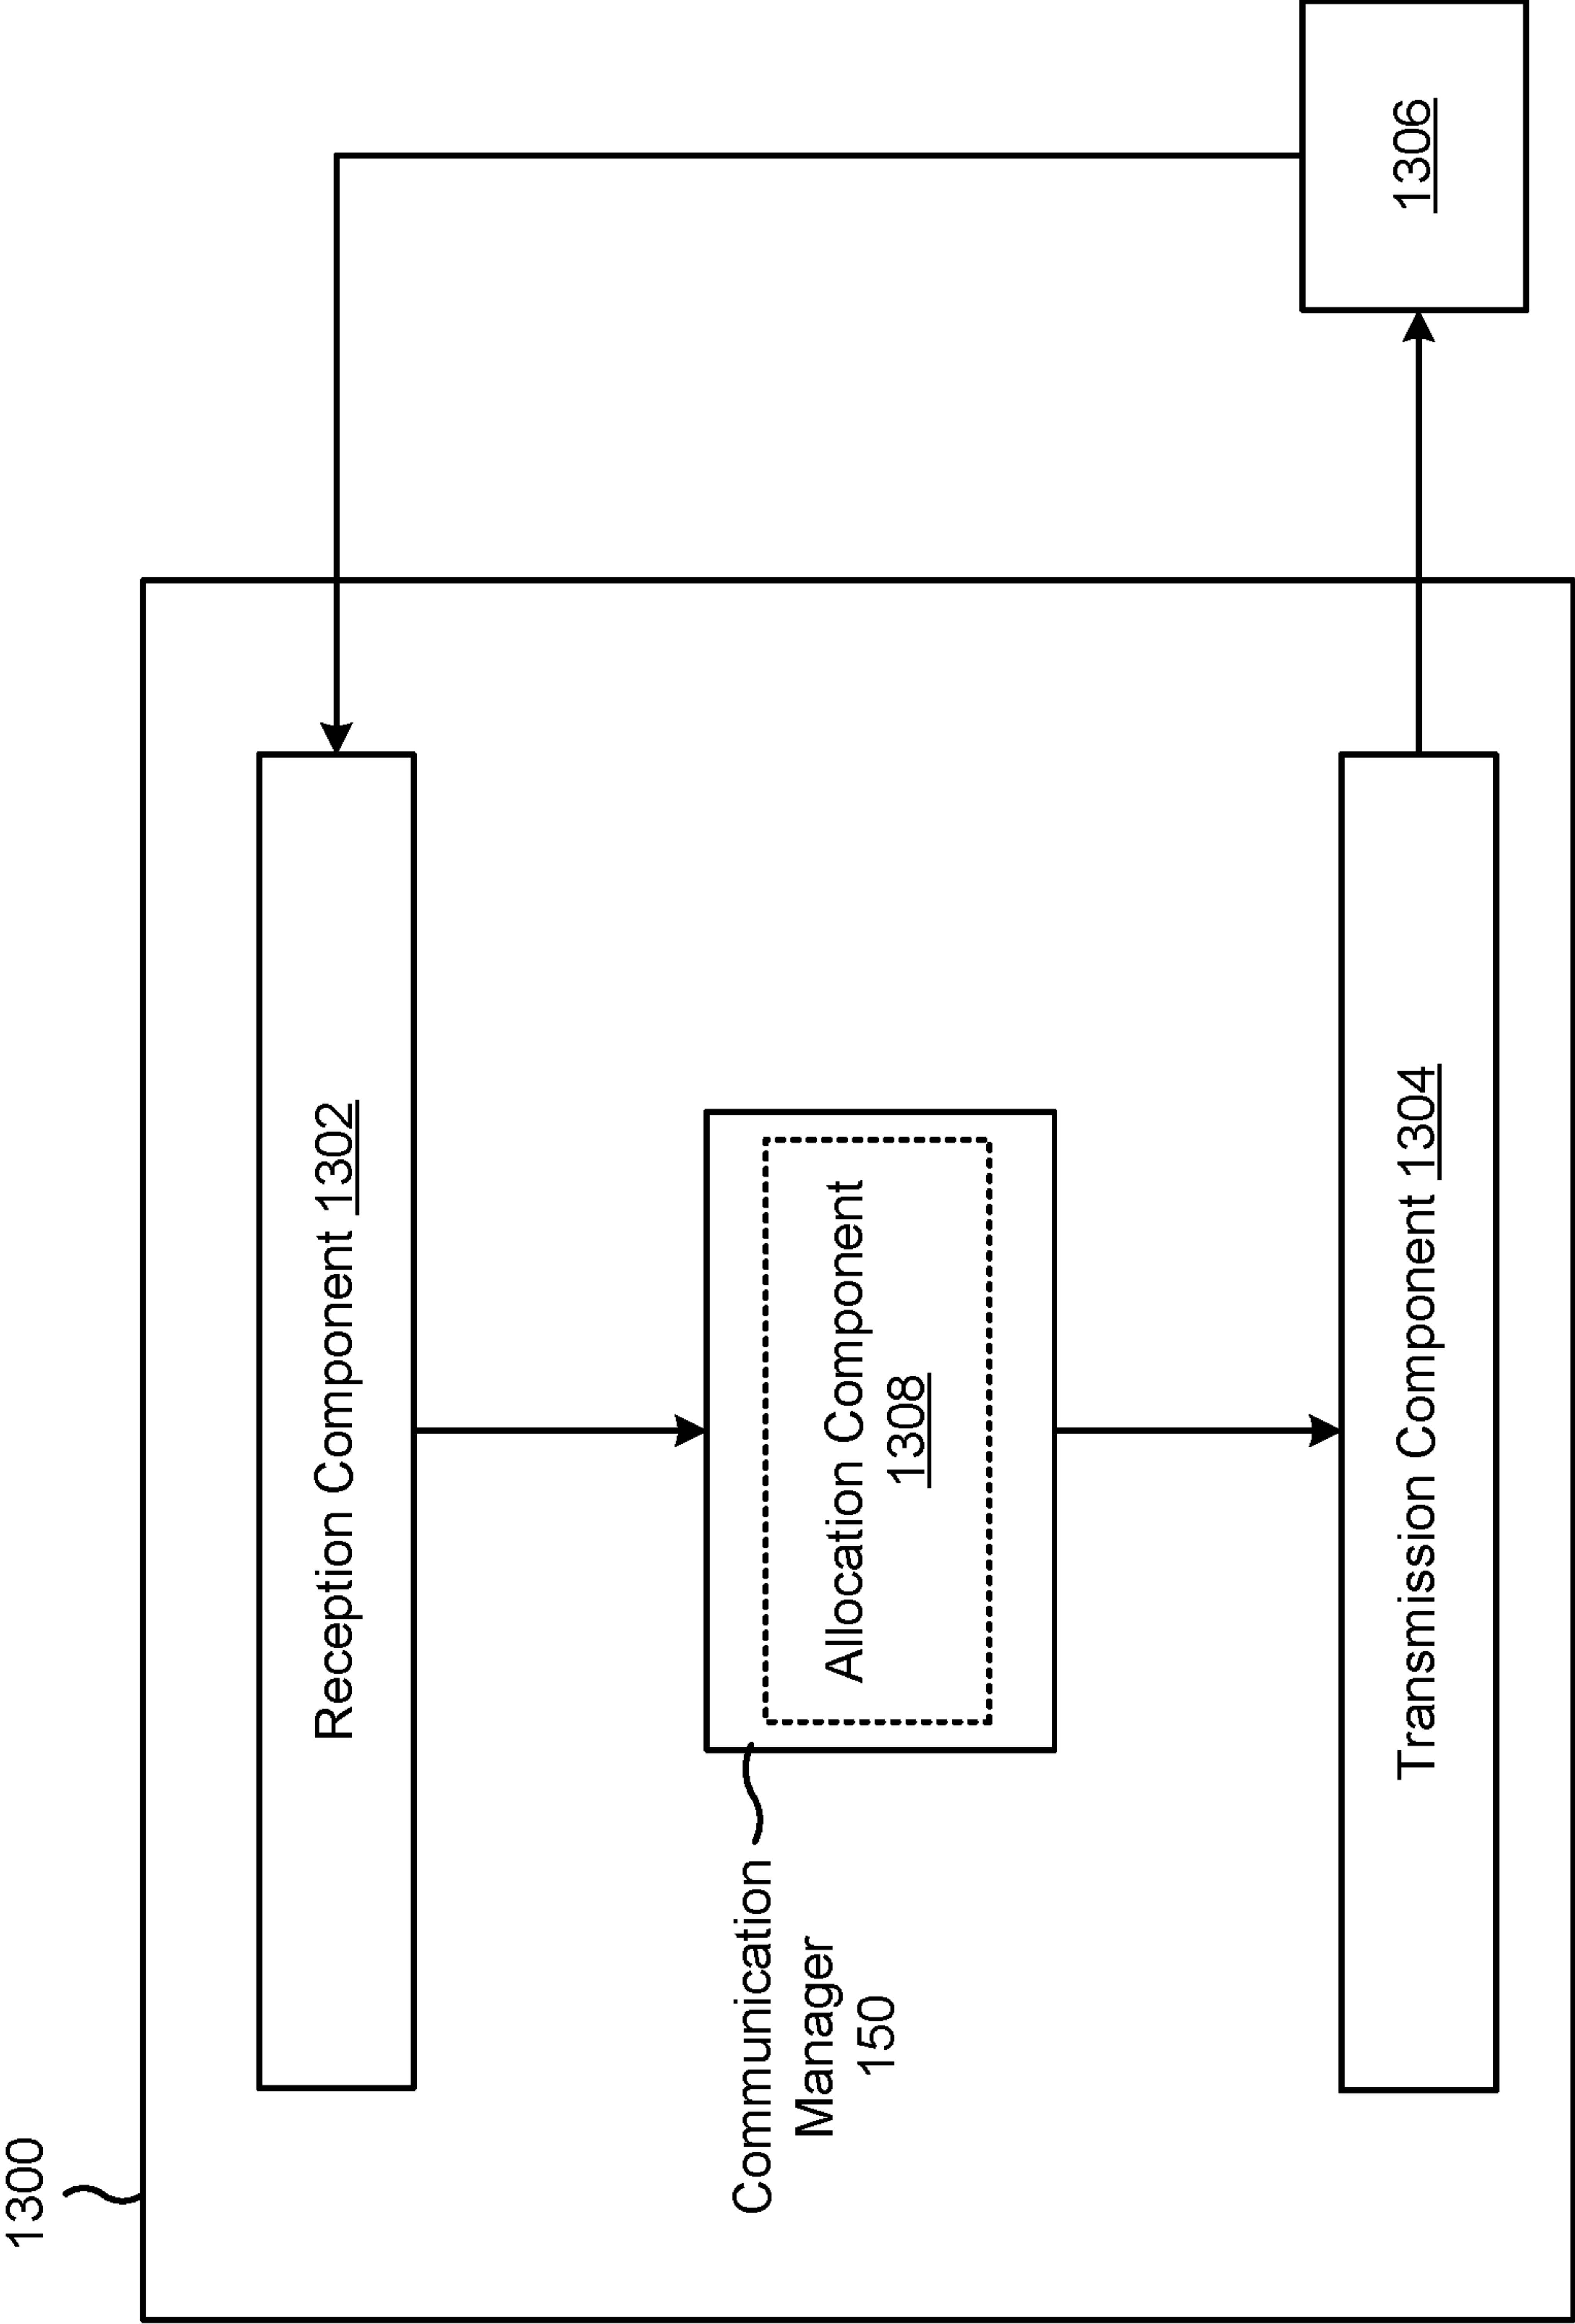 1300
Reception Component 1302
Communication
Manager
150
Allocation Component
1308
Transmission Component 1304
1306